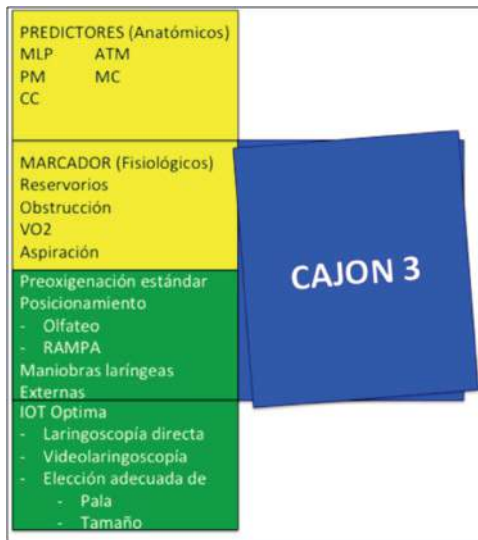 PREDICTORES (Anatómicos)
MLP ATM
PM MC
CC
MARCADOR (Fisiológicos)
Reservorios
Obstrucción
VO2
Aspiración
Preoxigenación estándar
Posicionamiento
- Olfateo
- RAMPA
Maniobras laríngeas
Externas
IOT Optima
- Laringoscopía directa
- Videolaringoscopía
- Elección adecuada de
- Pala
- Tamaño
CAJON 3